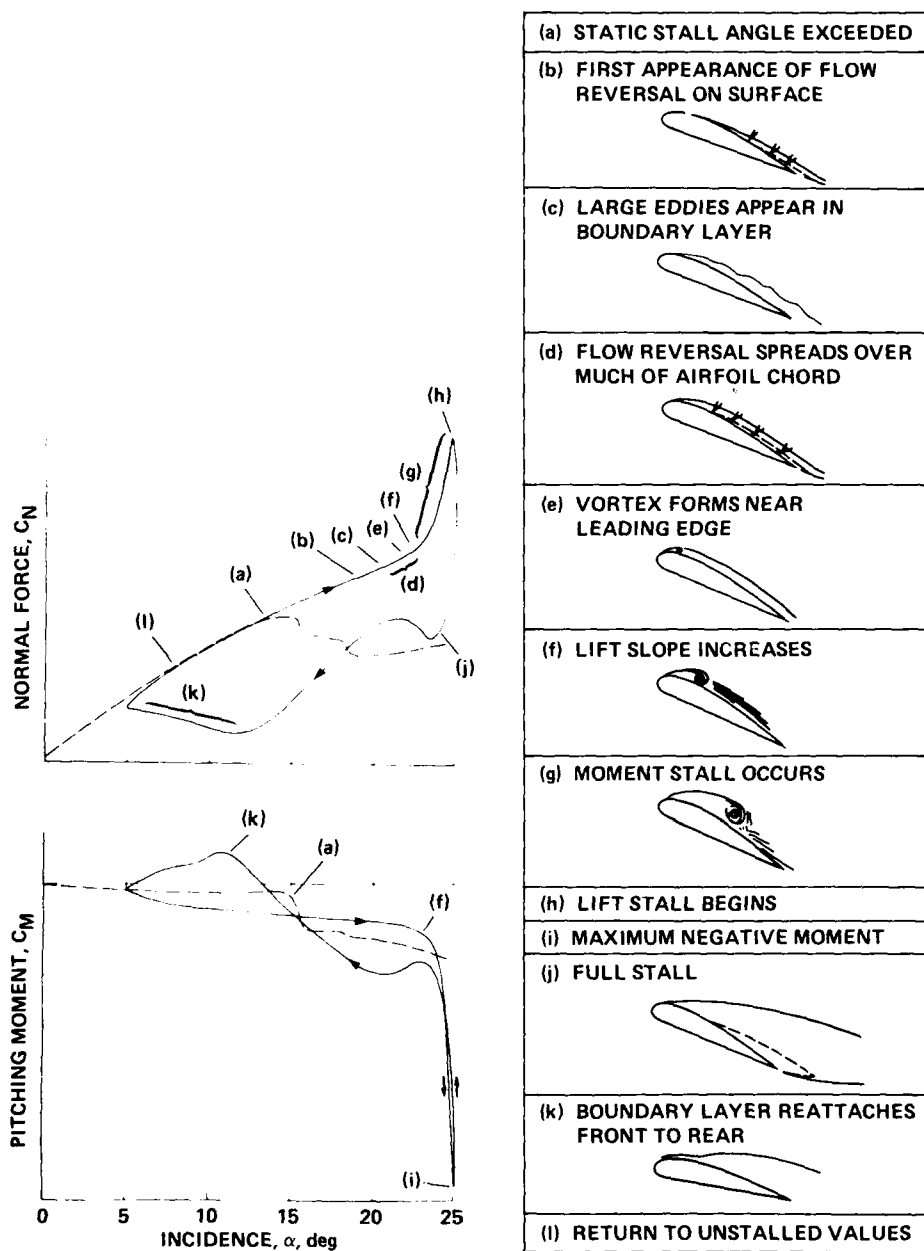 NORMAL FORCE, C_N
(h)
(g)
(f)
(e)
(c)
(b)
(d)
(a)
(l)
(j)
(k)
PITCHING MOMENT, C_M
(k)
(a)
(f)
(i)
0 5 10 15 20 25
INCIDENCE, α, deg
(a) STATIC STALL ANGLE EXCEEDED
(b) FIRST APPEARANCE OF FLOW
REVERSAL ON SURFACE
(c) LARGE EDDIES APPEAR IN
BOUNDARY LAYER
(d) FLOW REVERSAL SPREADS OVER
MUCH OF AIRFOIL CHORD
(e) VORTEX FORMS NEAR
LEADING EDGE
(f) LIFT SLOPE INCREASES
(g) MOMENT STALL OCCURS
(h) LIFT STALL BEGINS
(i) MAXIMUM NEGATIVE MOMENT
(j) FULL STALL
(k) BOUNDARY LAYER REATTACHES
FRONT TO REAR
(l) RETURN TO UNSTALLED VALUES